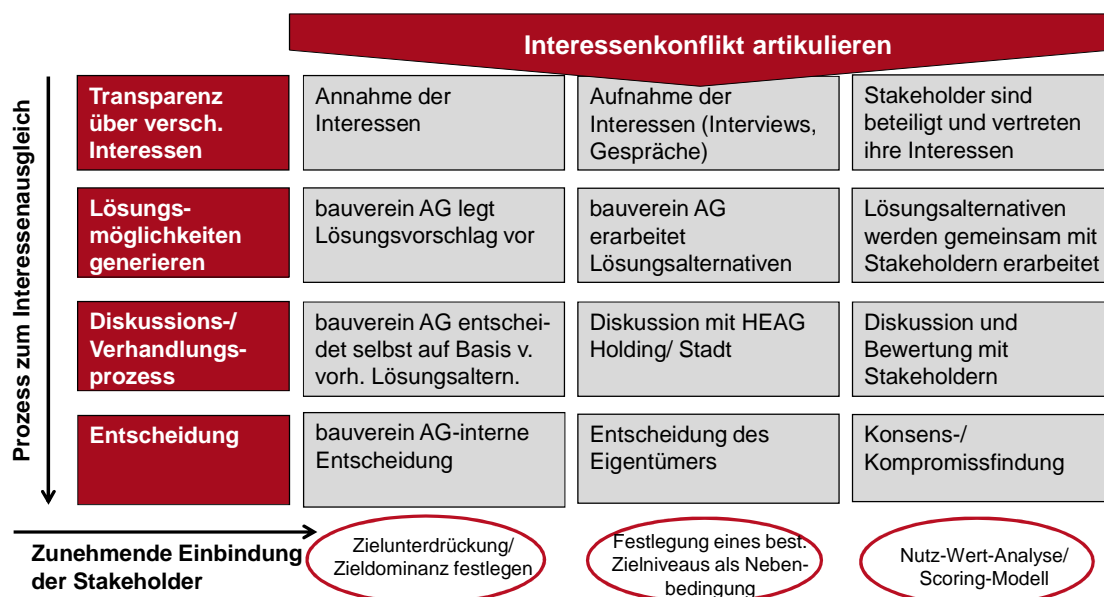 Interessenkonflikt artikulieren
Prozess zum Interessenausgleich
Transparenz
über versch.
Interessen
Annahme der
Interessen
Aufnahme der
Interessen (Interviews,
Gespräche)
Stakeholder sind
beteiligt und vertreten
ihre Interessen
Lösungs-
möglichkeiten
generieren
bauverein AG legt
Lösungsvorschlag vor
bauverein AG
erarbeitet
Lösungsalternativen
Lösungsalternativen
werden gemeinsam mit
Stakeholdern erarbeitet
Diskussions-/
Verhandlungs-
prozess
bauverein AG entschei-
det selbst auf Basis v.
vorh. Lösungsaltern.
Diskussion mit HEAG
Holding/ Stadt
Diskussion und
Bewertung mit
Stakeholdern
Entscheidung
bauverein AG-interne
Entscheidung
Entscheidung des
Eigentümers
Konsens-/
Kompromissfindung
Zunehmende Einbindung
der Stakeholder
Zielunterdrückung/
Zieldominanz festlegen
Festlegung eines best.
Zielniveaus als Neben-
bedingung
Nutz-Wert-Analyse/
Scoring-Modell